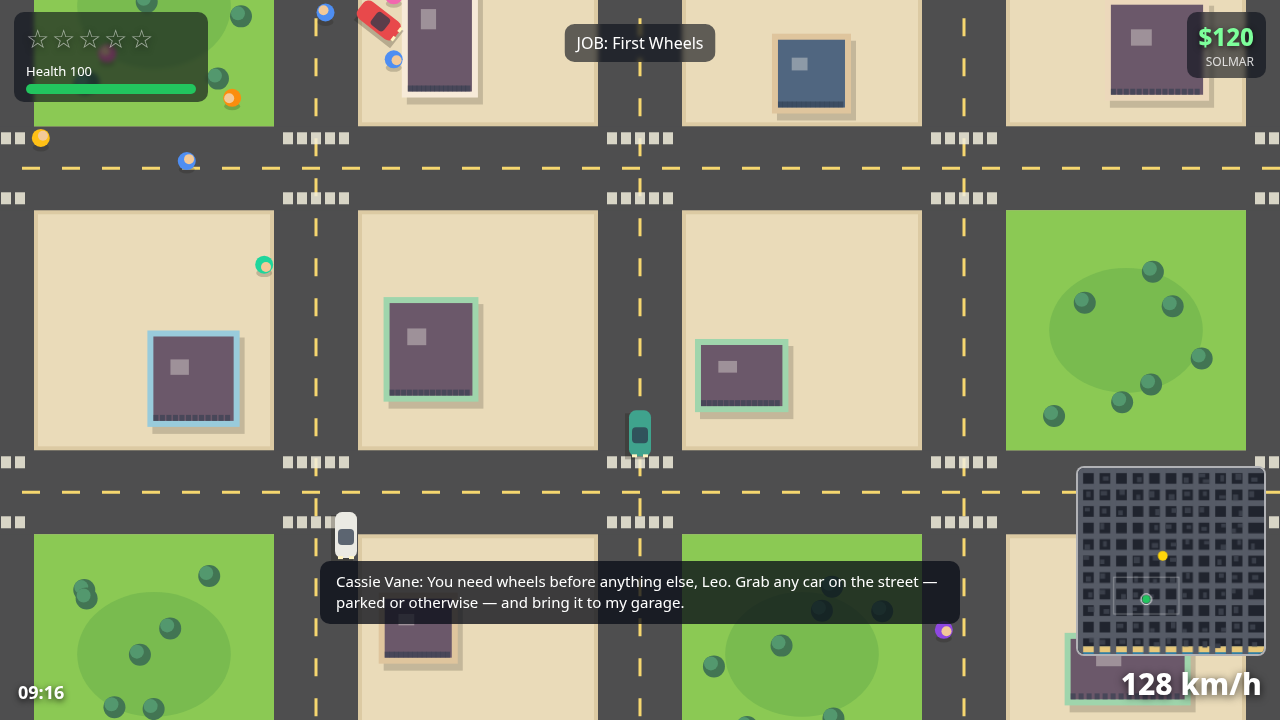 Health 100
JOB: First Wheels
$120
SOLMAR
Cassie Vane: You need wheels before anything else, Leo. Grab any car on the street —
parked or otherwise — and bring it to my garage.
09:16
128 km/h